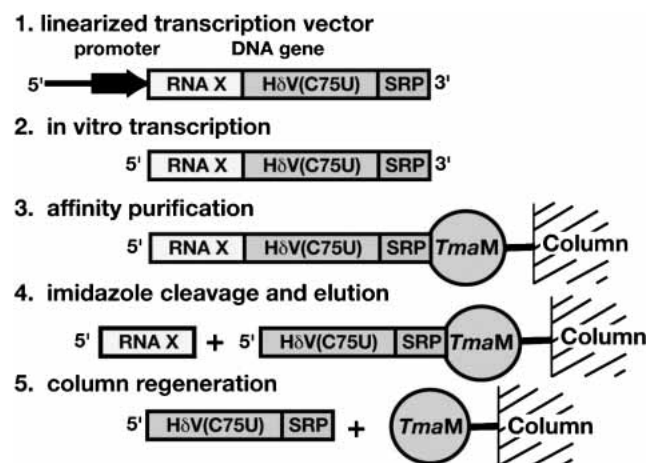 1. linearized transcription vector
promoter DNA gene
5' RNA X HδV(C75U) SRP 3'
2. in vitro transcription
5' RNA X HδV(C75U) SRP 3'
3. affinity purification
5' RNA X HδV(C75U) SRP TmaM Column
4. imidazole cleavage and elution
5' RNA X + 5' HδV(C75U) SRP TmaM Column
5. column regeneration
5' HδV(C75U) SRP + TmaM Column